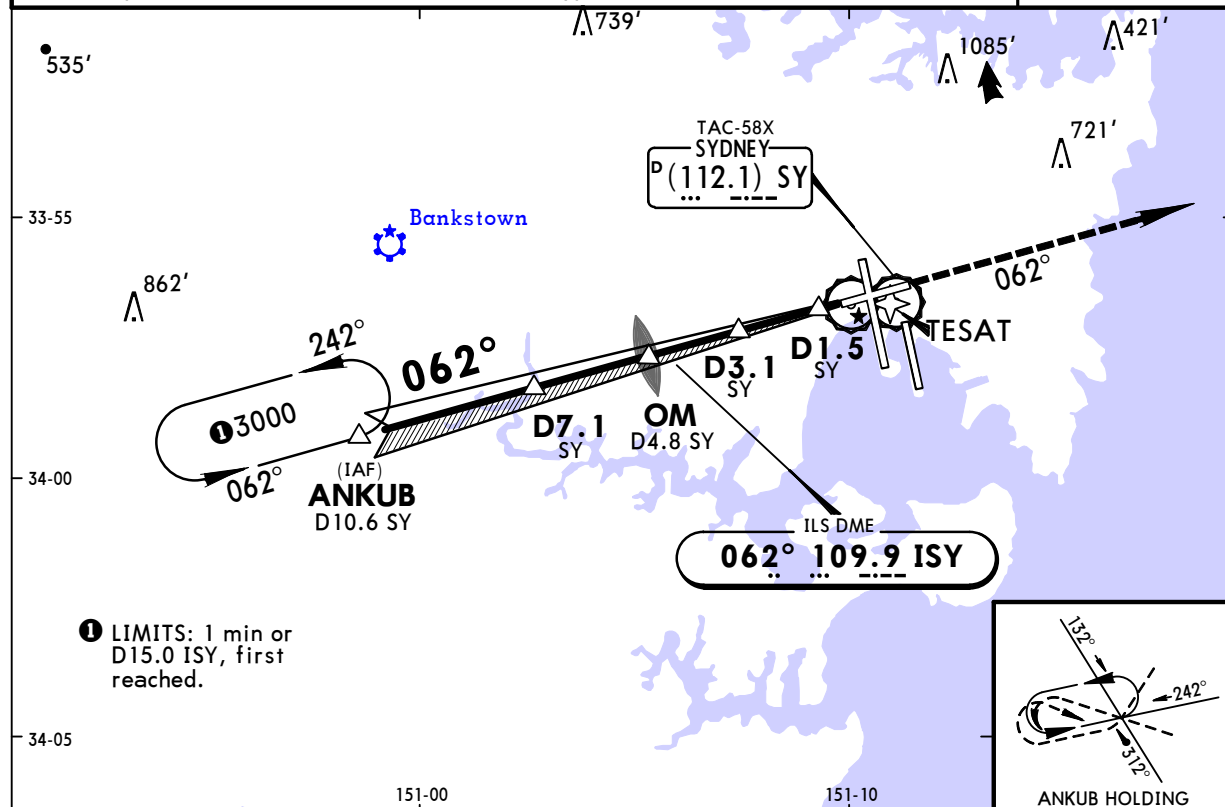 739'
421'
1085'
535'
721'
TAC-58X
SYDNEY
D (112.1) SY
33-55
Bankstown
862'
062°
TESAT
242°
062°
D1.5
SY
D3.1
SY
❶3000
OM
D4.8 SY
D7.1
SY
062°
(IAF)
ANKUB
D10.6 SY
34-00
ILS DME
062° 109.9 ISY
❶ LIMITS: 1 min or
D15.0 ISY, first
reached.
132°
242°
312°
ANKUB HOLDING
34-05
151-00
151-10